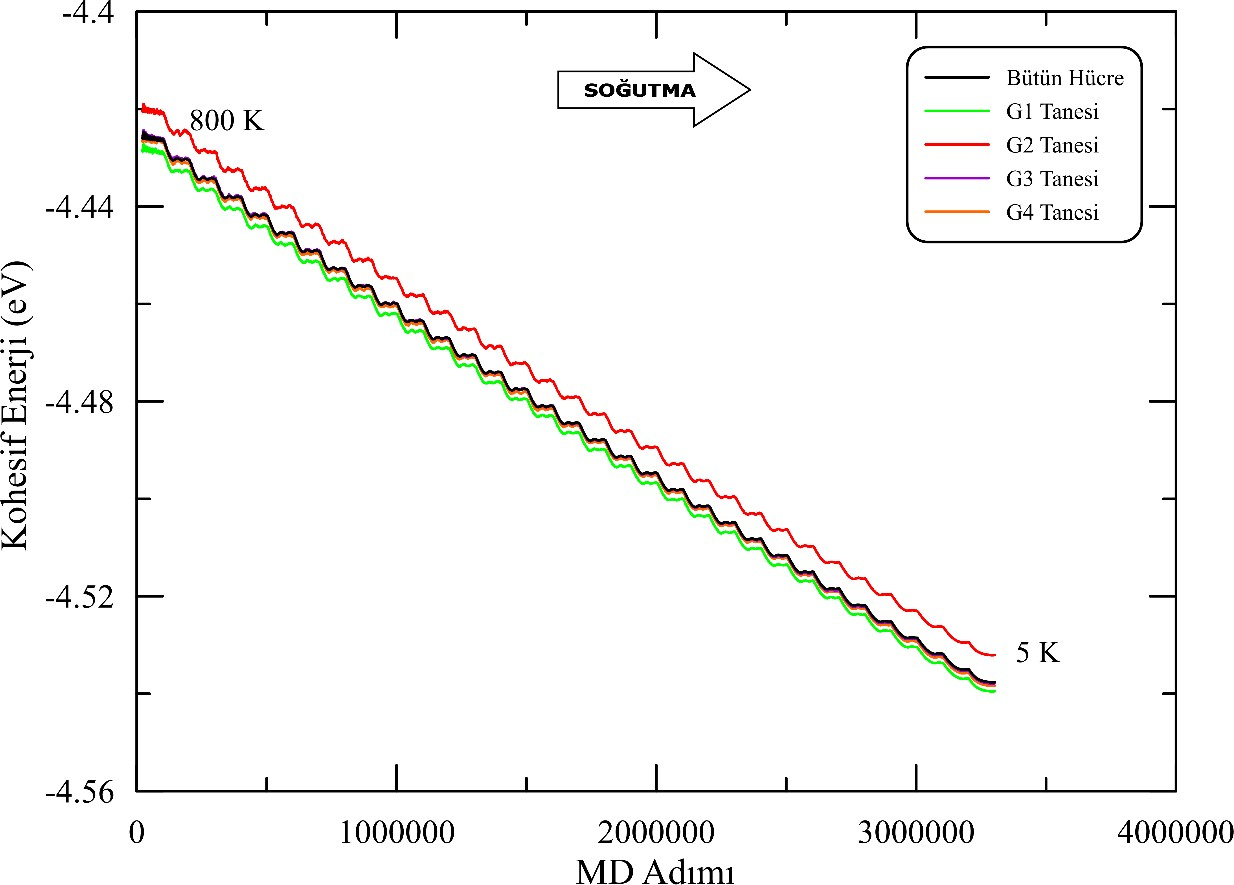 -4.4
SOĞUTMA
Bütün Hücre
G1 Tanesi
G2 Tanesi
G3 Tanesi
G4 Tanesi
800 K
-4.44
-4.48
-4.52
5 K
-4.56
Kohesif Enerji (eV)
0 1000000 2000000 3000000 4000000
MD Adımı